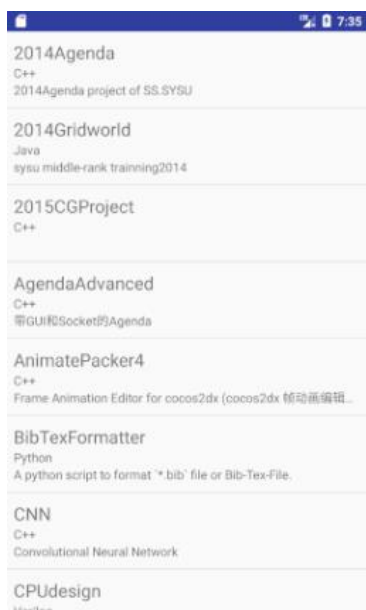 7:35
2014Agenda
C++
2014Agenda project of SS.SYSU
2014Gridworld
Java
sysu middle-rank trainning2014
2015CGProject
C++
AgendaAdvanced
C++
带GUI和Socket的Agenda
AnimatePacker4
C++
Frame Animation Editor for cocos2dx (cocos2dx 帧动画编辑...
BibTexFormatter
Python
A python script to format `*.bib` file or Bib-Tex-File.
CNN
C++
Convolutional Neural Network
CPUdesign